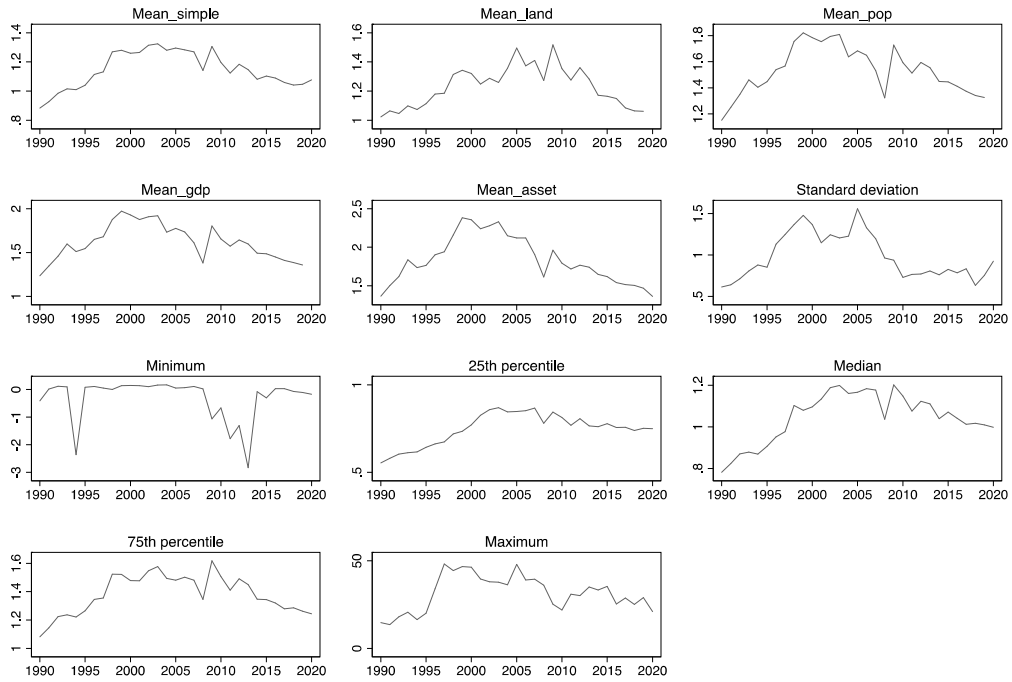 Mean_simple
.8 1 1.2 1.4
1990 1995 2000 2005 2010 2015 2020
Mean_land
1 1.2 1.4 1.6
1990 1995 2000 2005 2010 2015 2020
Mean_pop
1.2 1.4 1.6 1.8
1990 1995 2000 2005 2010 2015 2020
Mean_gdp
1 1.5 2
1990 1995 2000 2005 2010 2015 2020
Mean_asset
1.5 2 2.5
1990 1995 2000 2005 2010 2015 2020
Standard deviation
.5 1 1.5
1990 1995 2000 2005 2010 2015 2020
Minimum
-3 -2 -1 0
1990 1995 2000 2005 2010 2015 2020
25th percentile
.5 1
1990 1995 2000 2005 2010 2015 2020
Median
.8 1 1.2
1990 1995 2000 2005 2010 2015 2020
75th percentile
1 1.2 1.4 1.6
1990 1995 2000 2005 2010 2015 2020
Maximum
0 50
1990 1995 2000 2005 2010 2015 2020